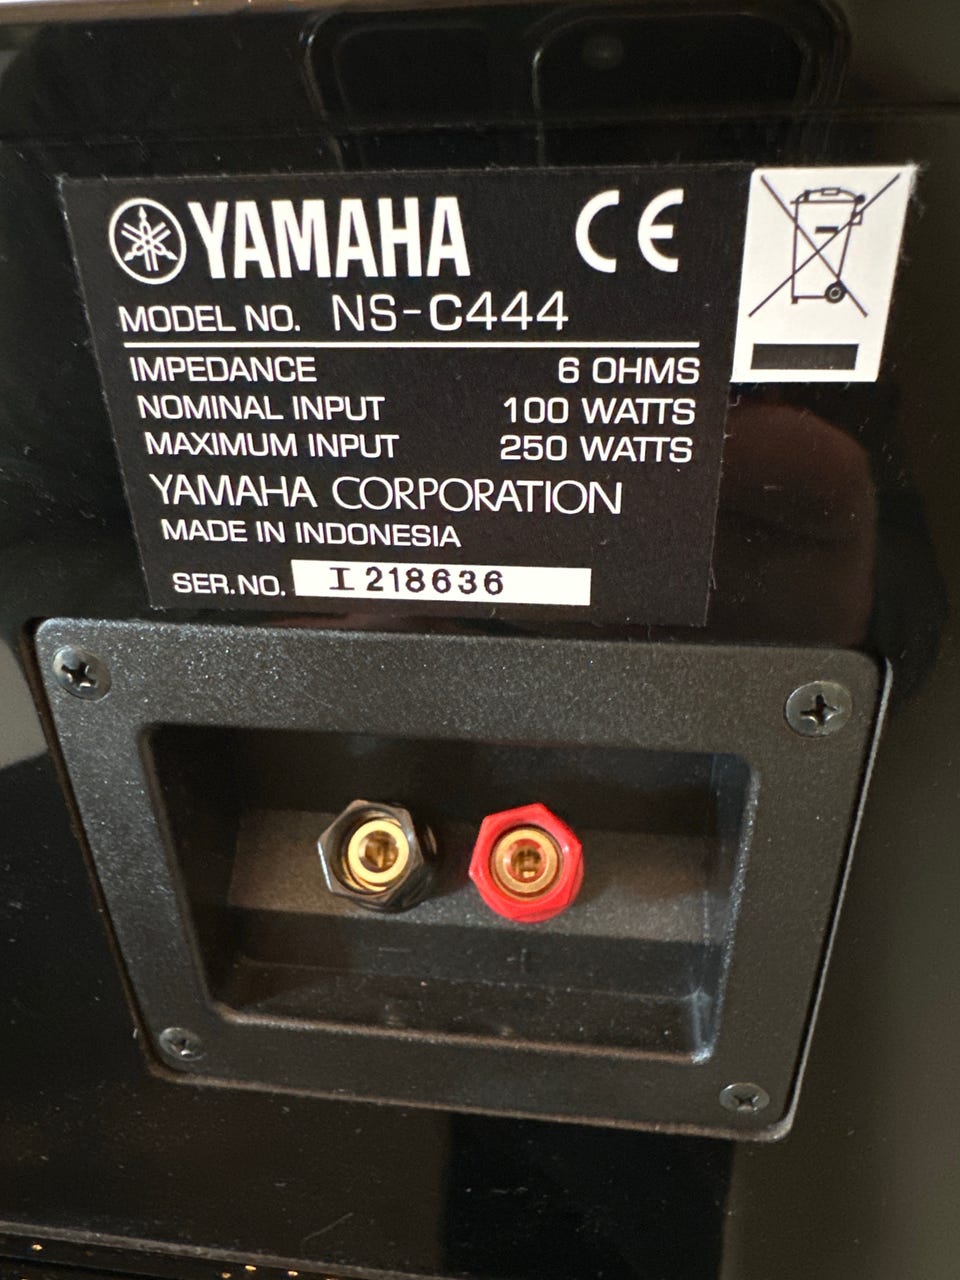 YAMAHA CE
MODEL NO. NS-C444
IMPEDANCE 6 OHMS
NOMINAL INPUT 100 WATTS
MAXIMUM INPUT 250 WATTS
YAMAHA CORPORATION
MADE IN INDONESIA
SER.NO. I218636